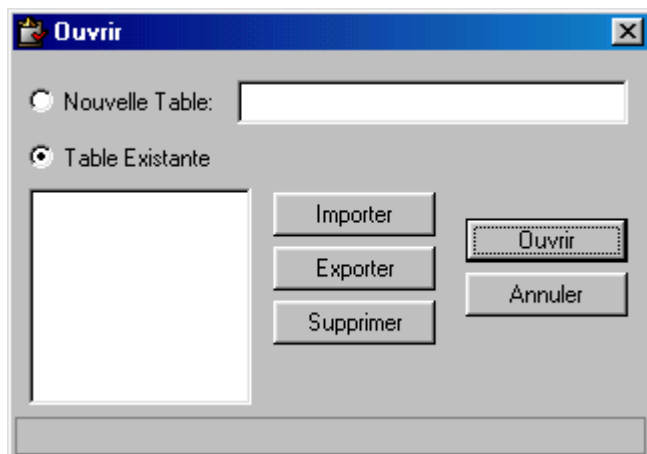 Ouvrir
Nouvelle Table:
Table Existante
Importer
Exporter
Supprimer
Ouvrir
Annuler